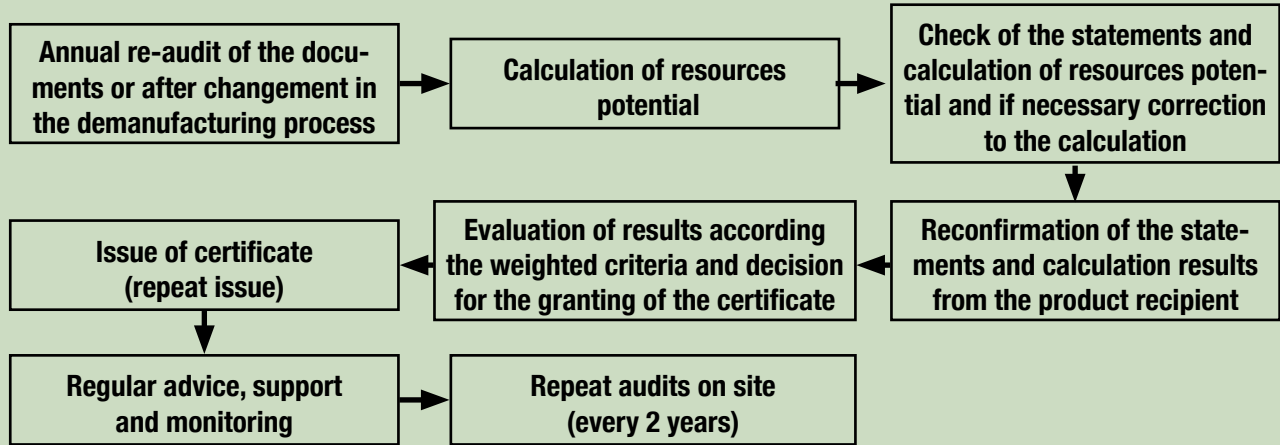 Annual re-audit of the docu-
ments or after changement in
the demanufacturing process
Calculation of resources
potential
Check of the statements and
calculation of resources poten-
tial and if necessary correction
to the calculation
Reconfirmation of the state-
ments and calculation results
from the product recipient
Evaluation of results according
the weighted criteria and decision
for the granting of the certificate
Issue of certificate
(repeat issue)
Regular advice, support
and monitoring
Repeat audits on site
(every 2 years)